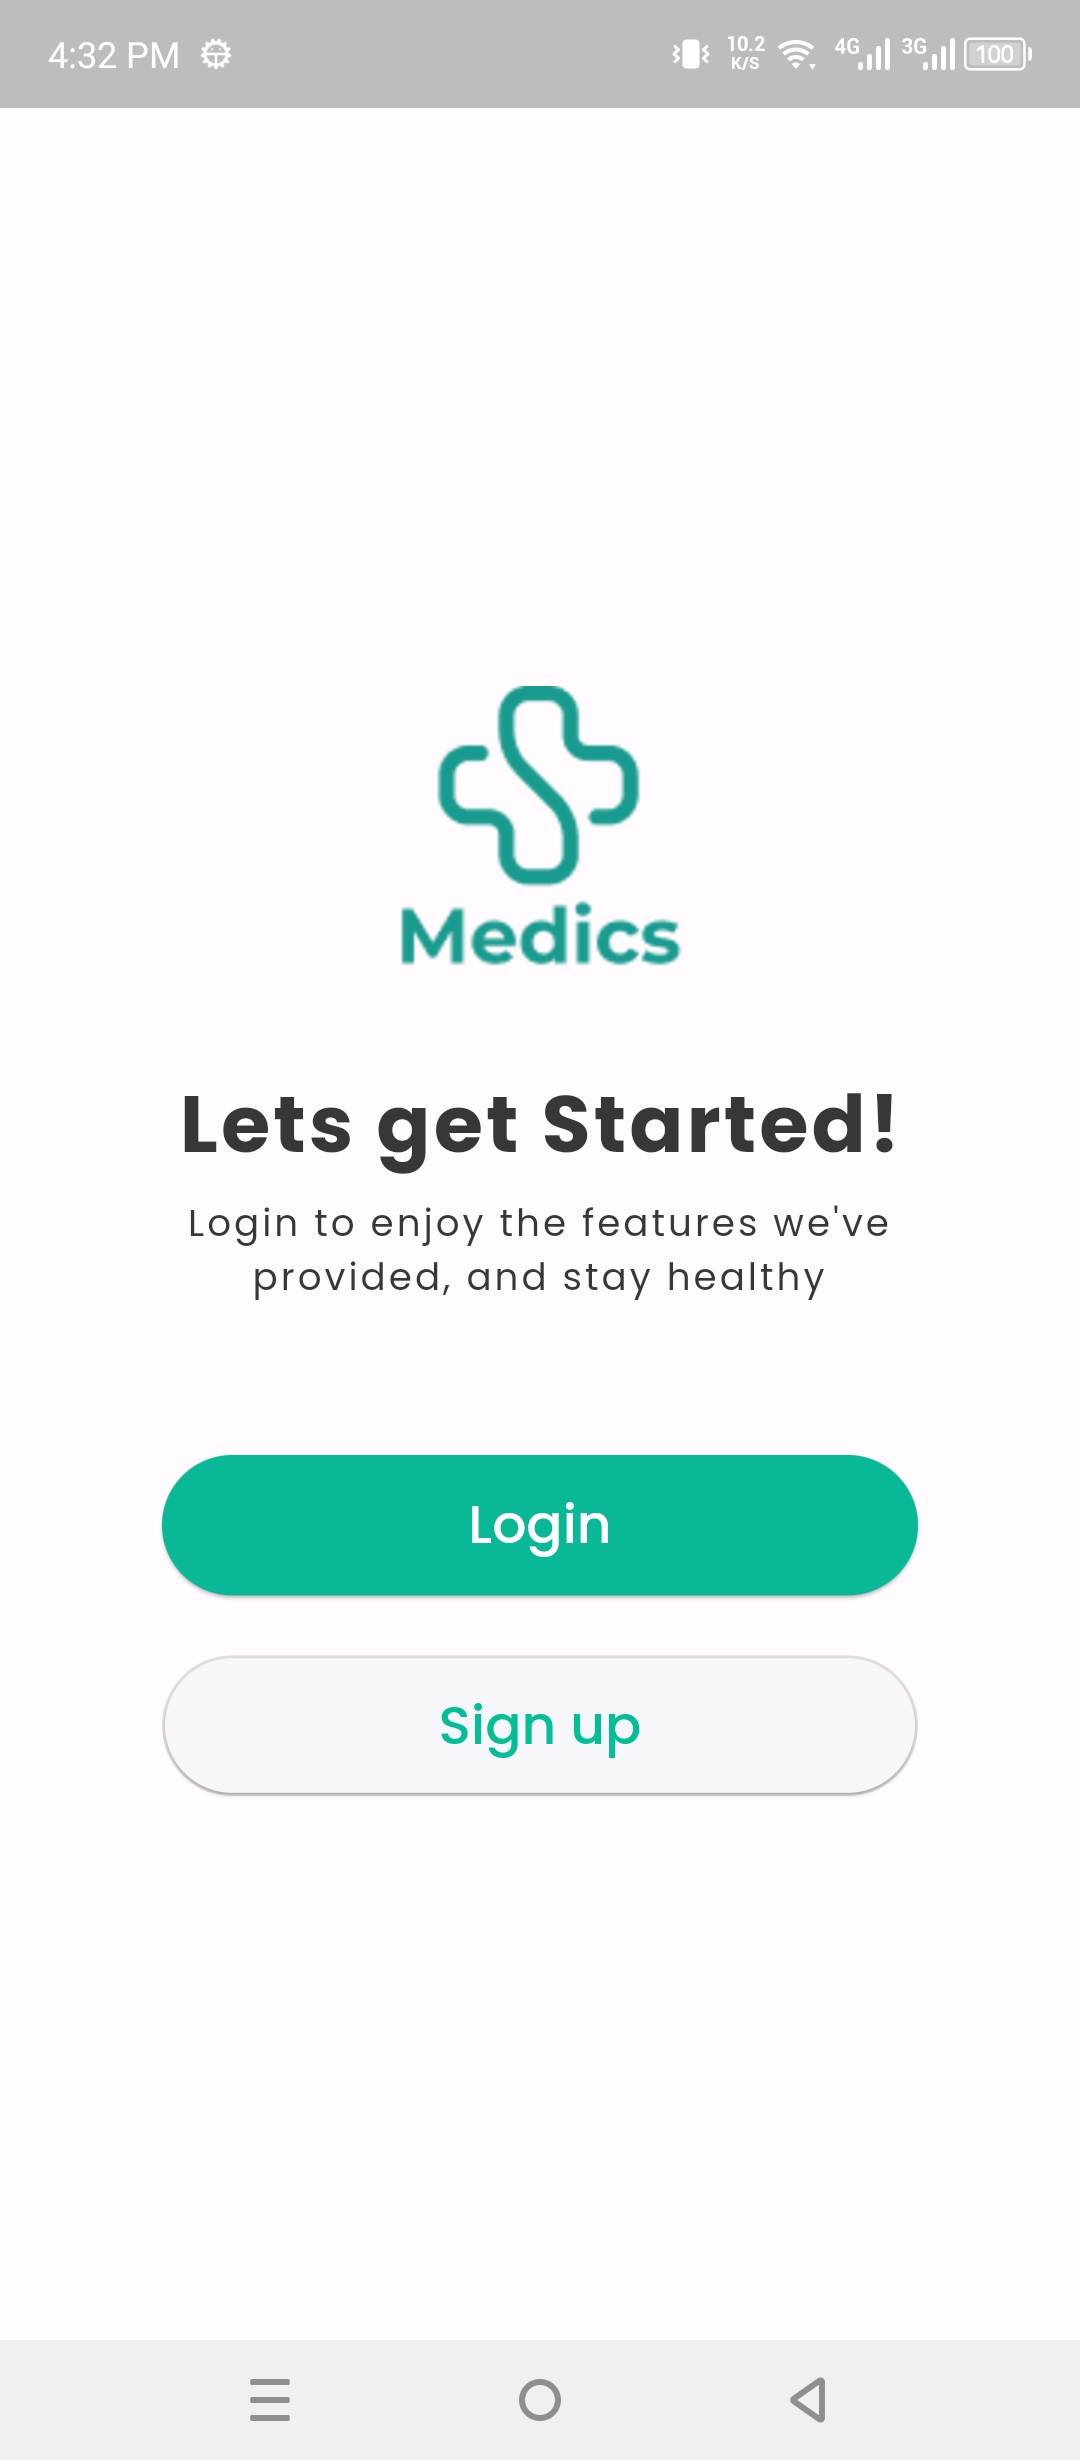 4:32 PM 10.2 K/S 4G 3G 100
Medics
Lets get Started!
Login to enjoy the features we've
provided, and stay healthy
Login
Sign up